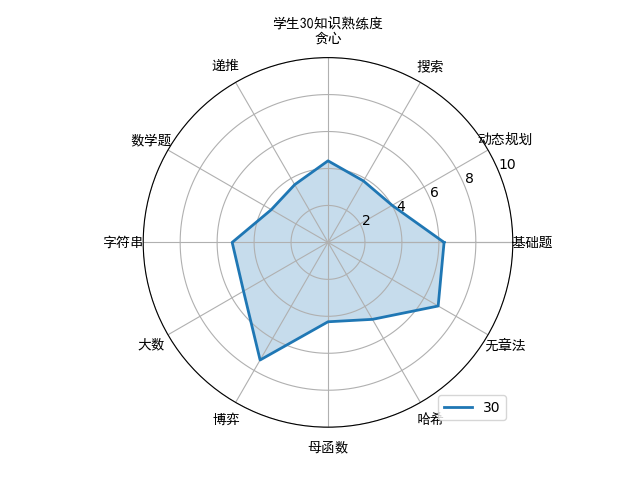 学生30知识熟练度
贪心
递推
搜索
数学题
动态规划
10
8
6
4
2
字符串
基础题
大数
无章法
博弈
哈希
30
母函数